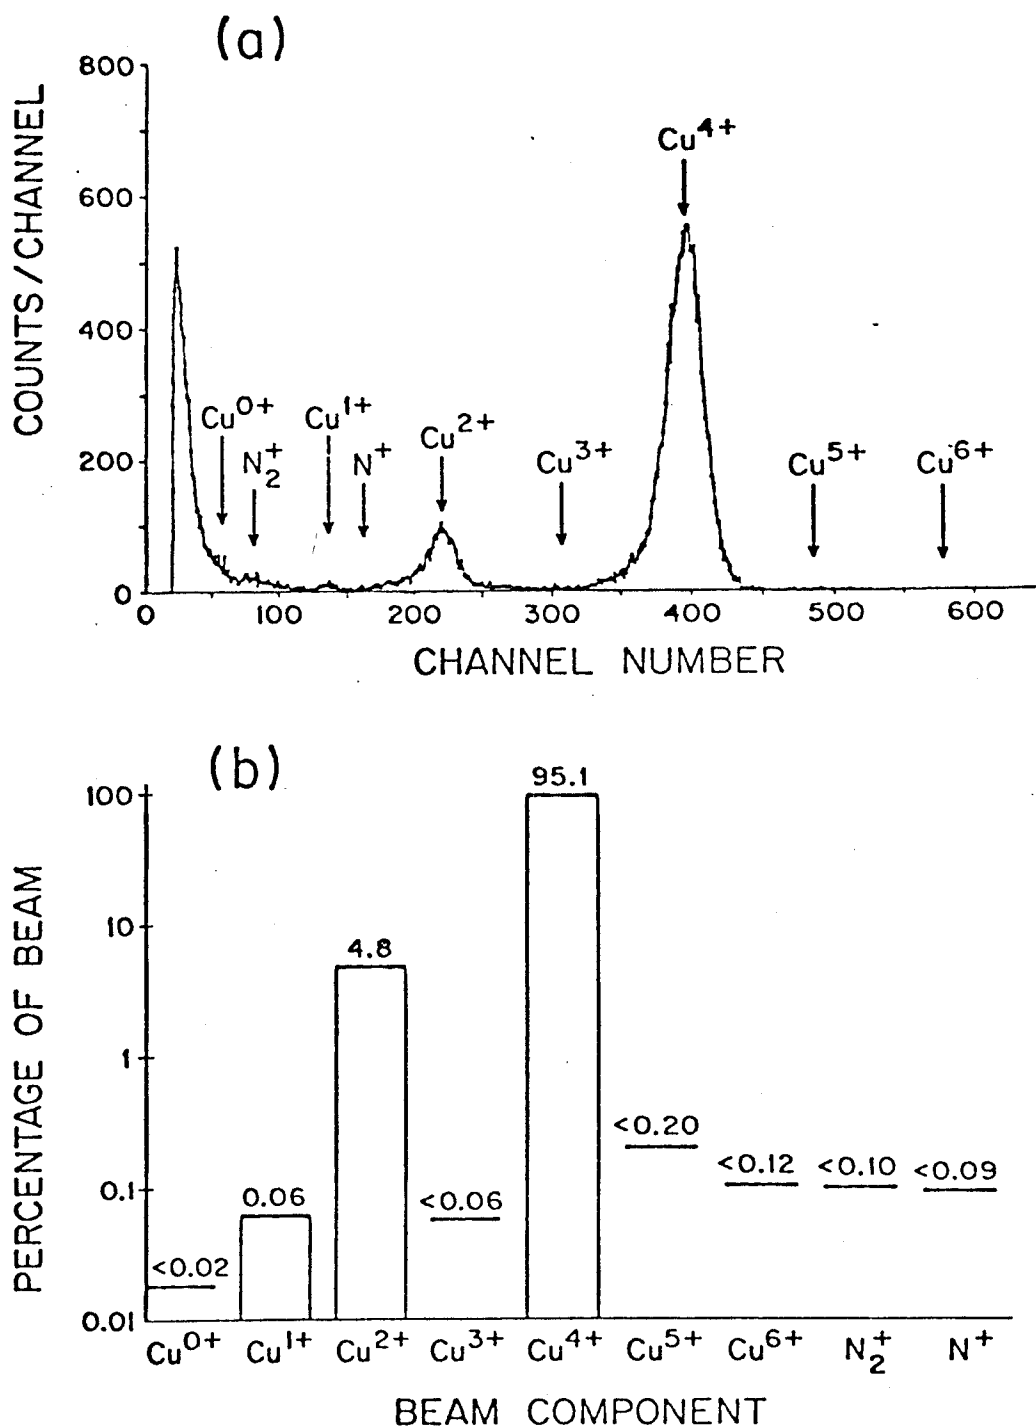 (a)
COUNTS/CHANNEL
800
600
400
200
0
Cu⁰⁺
N₂⁺
Cu¹⁺
N⁺
Cu²⁺
Cu³⁺
Cu⁴⁺
Cu⁵⁺
Cu⁶⁺
0 100 200 300 400 500 600
CHANNEL NUMBER
(b)
PERCENTAGE OF BEAM
100
10
1
0.1
0.01
<0.02
0.06
4.8
<0.06
95.1
<0.20
<0.12
<0.10
<0.09
Cu⁰⁺ Cu¹⁺ Cu²⁺ Cu³⁺ Cu⁴⁺ Cu⁵⁺ Cu⁶⁺ N₂⁺ N⁺
BEAM COMPONENT